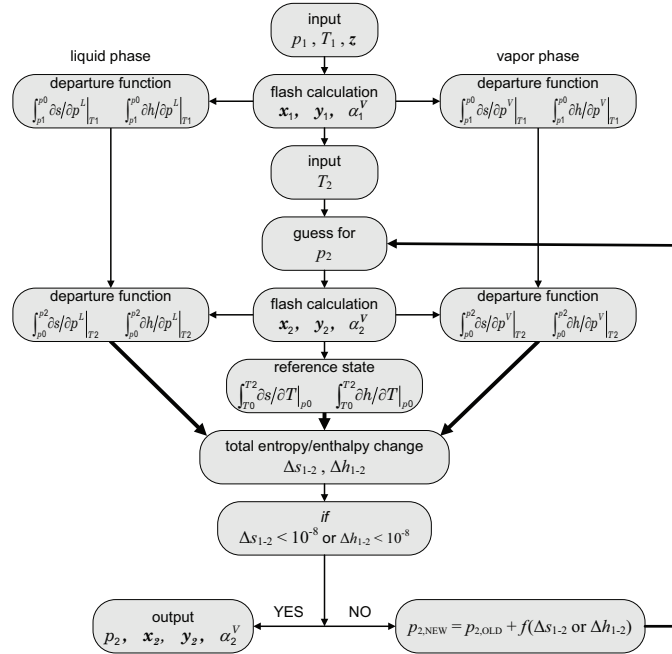 input
p₁ , T₁ , z
liquid phase
vapor phase
departure function
∫ₚ₁ᵖ⁰ ∂s/∂pᴸ|T1 ∫ₚ₁ᵖ⁰ ∂h/∂pᴸ|T1
flash calculation
x₁, y₁, α₁ⱽ
departure function
∫ₚ₁ᵖ⁰ ∂s/∂pⱽ|T1 ∫ₚ₁ᵖ⁰ ∂h/∂pⱽ|T1
input
T₂
guess for
p₂
departure function
∫ₚ₀ᵖ² ∂s/∂pᴸ|T2 ∫ₚ₀ᵖ² ∂h/∂pᴸ|T2
flash calculation
x₂, y₂, α₂ⱽ
departure function
∫ₚ₀ᵖ² ∂s/∂pⱽ|T2 ∫ₚ₀ᵖ² ∂h/∂pⱽ|T2
reference state
∫T0T2 ∂s/∂T|p0 ∫T0T2 ∂h/∂T|p0
total entropy/enthalpy change
Δs₁₋₂ , Δh₁₋₂
if
Δs₁₋₂ < 10⁻⁸ or Δh₁₋₂ < 10⁻⁸
YES NO
output
p₂, x₂, y₂, α₂ⱽ
p₂,NEW = p₂,OLD + f(Δs₁₋₂ or Δh₁₋₂)